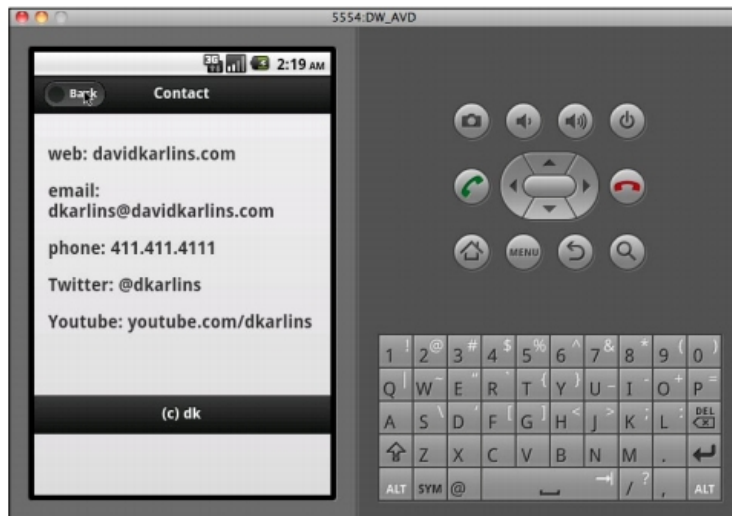 5554:DW_AVD
3G
2:19 AM
Back
Contact
web: davidkarlins.com
email:
dkarlins@davidkarlins.com
phone: 411.411.4111
Twitter: @dkarlins
Youtube: youtube.com/dkarlins
(c) dk
MENU
1 ! 2 @ 3 # 4 $ 5 % 6 ^ 7 & 8 * 9 ( 0 )
Q | W ~ E " R ` T { Y } U _ I - O + P =
A S \ D ' F [ G ] H < J > K ; L : DEL
Z X C V B N M .
ALT SYM @ / ? , ALT